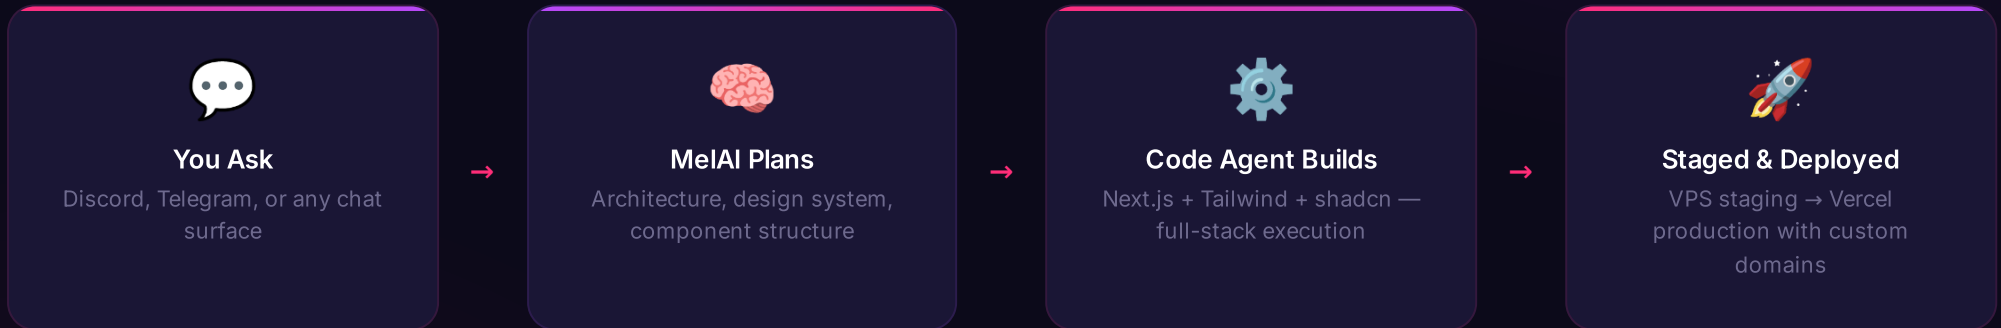 You Ask
Discord, Telegram, or any chat
surface
→
MelAI Plans
Architecture, design system,
component structure
→
Code Agent Builds
Next.js + Tailwind + shadcn —
full-stack execution
→
Staged & Deployed
VPS staging → Vercel
production with custom
domains